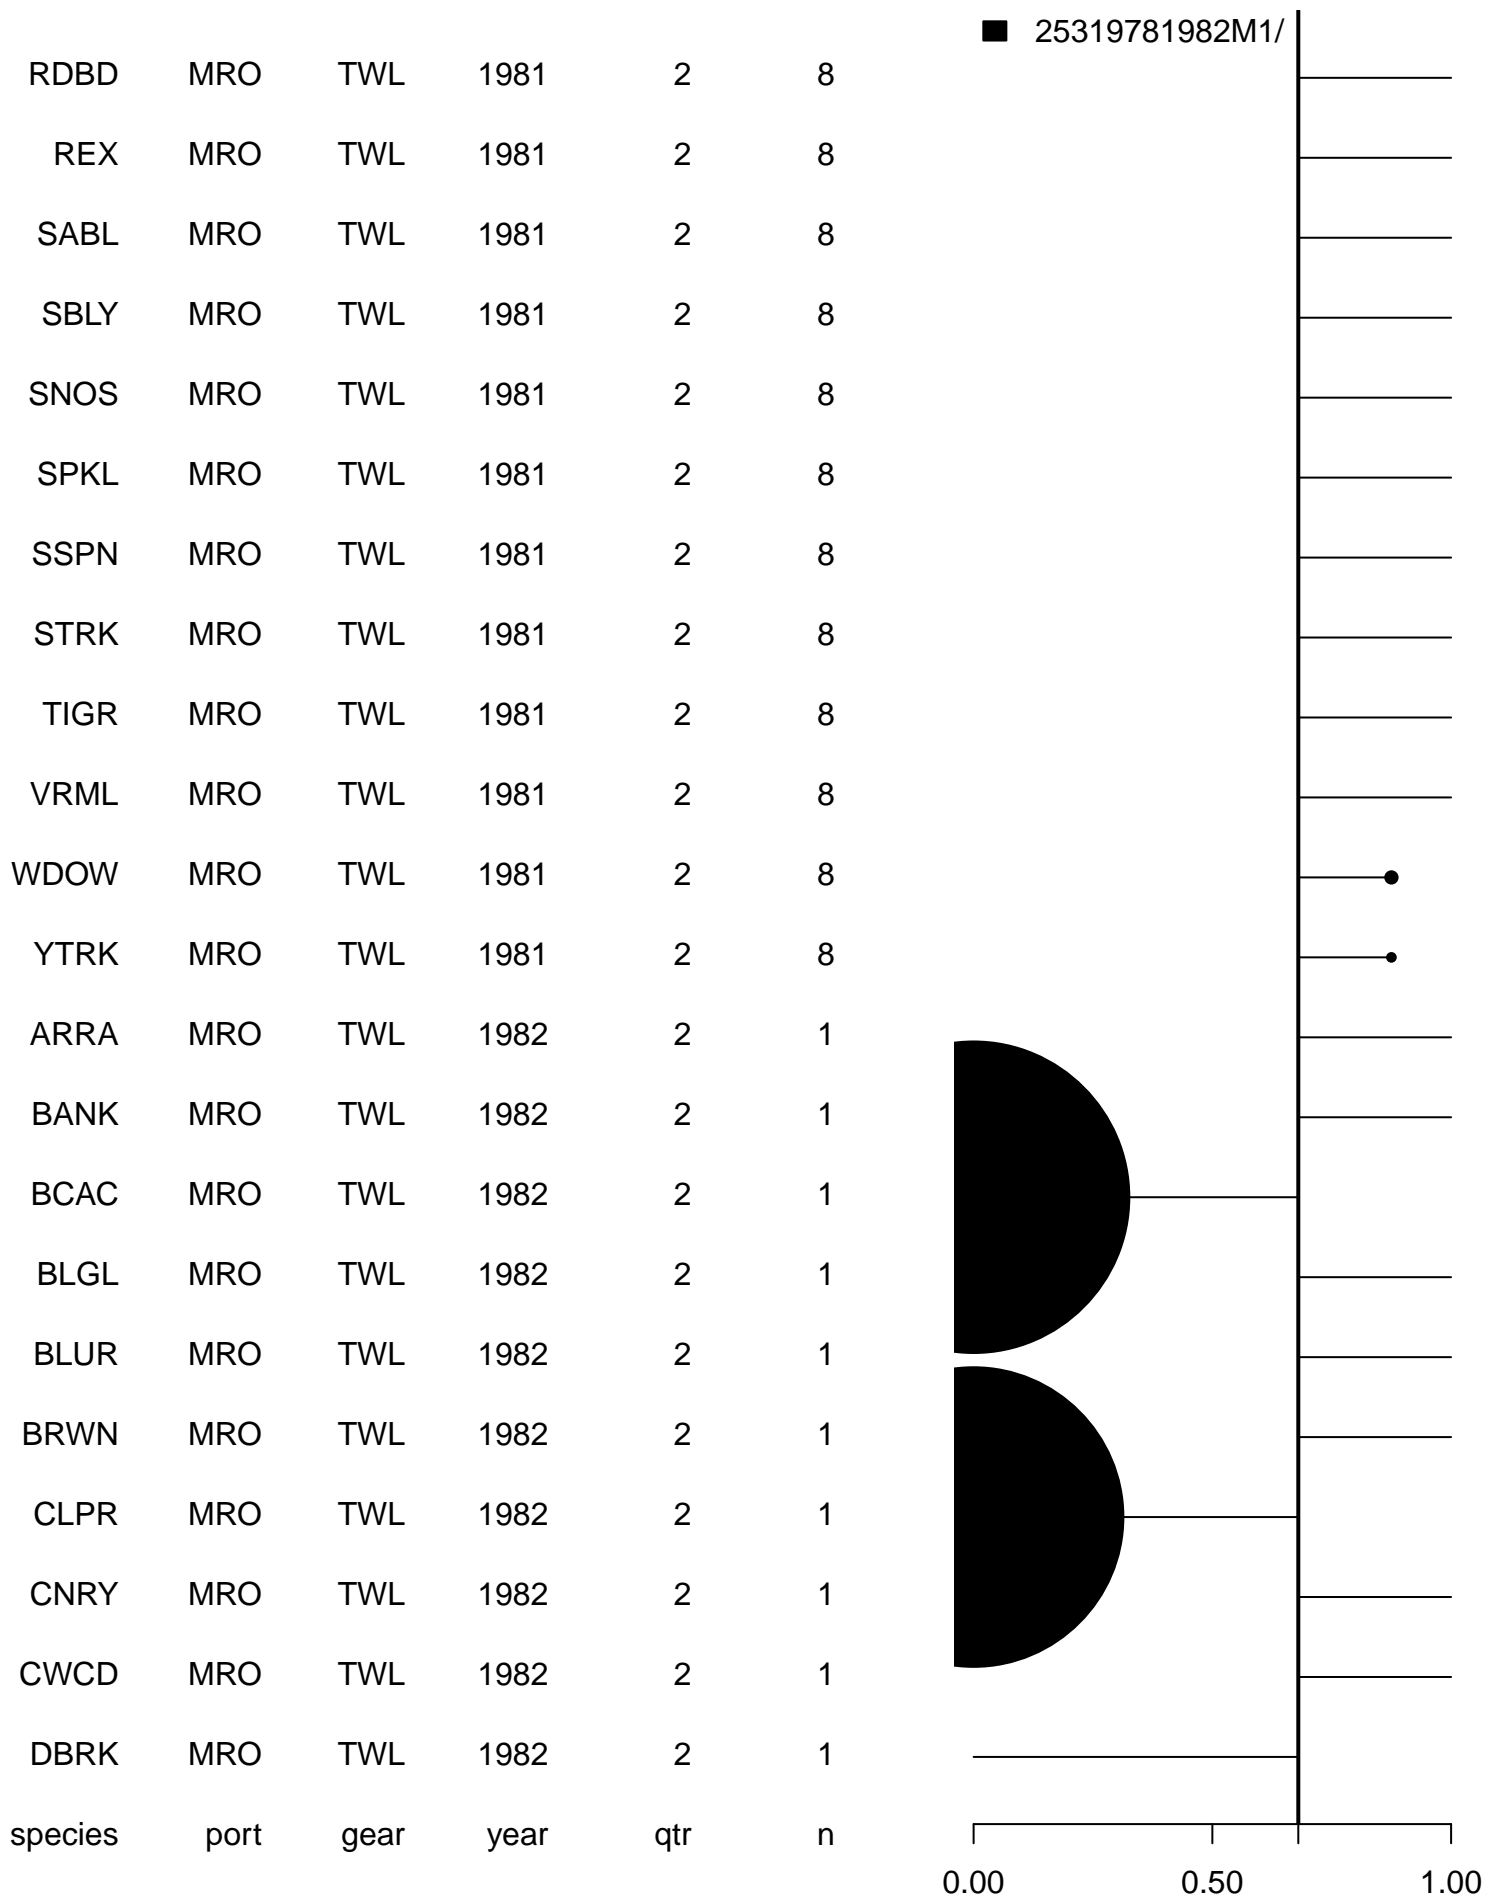 25319781982M1/
RDBD MRO TWL 1981 2 8
REX MRO TWL 1981 2 8
SABL MRO TWL 1981 2 8
SBLY MRO TWL 1981 2 8
SNOS MRO TWL 1981 2 8
SPKL MRO TWL 1981 2 8
SSPN MRO TWL 1981 2 8
STRK MRO TWL 1981 2 8
TIGR MRO TWL 1981 2 8
VRML MRO TWL 1981 2 8
WDOW MRO TWL 1981 2 8
YTRK MRO TWL 1981 2 8
ARRA MRO TWL 1982 2 1
BANK MRO TWL 1982 2 1
BCAC MRO TWL 1982 2 1
BLGL MRO TWL 1982 2 1
BLUR MRO TWL 1982 2 1
BRWN MRO TWL 1982 2 1
CLPR MRO TWL 1982 2 1
CNRY MRO TWL 1982 2 1
CWCD MRO TWL 1982 2 1
DBRK MRO TWL 1982 2 1
species port gear year qtr n
0.00 0.50 1.00